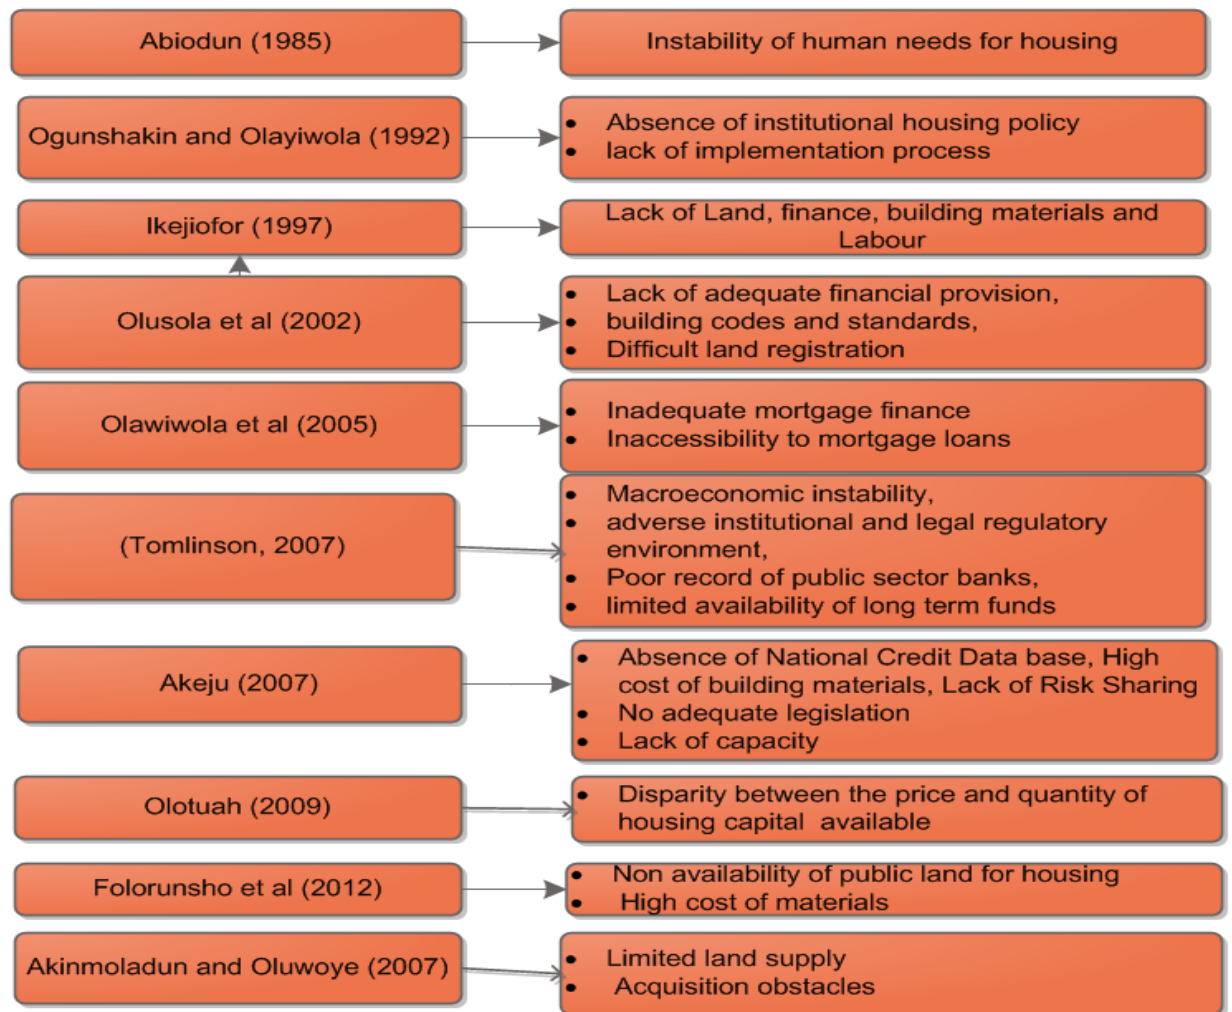 Abiodun (1985)
Instability of human needs for housing
Ogunshakin and Olayiwola (1992)
• Absence of institutional housing policy
• lack of implementation process
Ikejiofor (1997)
Lack of Land, finance, building materials and
Labour
Olusola et al (2002)
• Lack of adequate financial provision,
• building codes and standards,
• Difficult land registration
Olawiwola et al (2005)
• Inadequate mortgage finance
• Inaccessibility to mortgage loans
(Tomlinson, 2007)
• Macroeconomic instability,
• adverse institutional and legal regulatory
environment,
• Poor record of public sector banks,
• limited availability of long term funds
Akeju (2007)
• Absence of National Credit Data base, High
cost of building materials, Lack of Risk Sharing
• No adequate legislation
• Lack of capacity
Olotuah (2009)
• Disparity between the price and quantity of
housing capital available
Folorunsho et al (2012)
• Non availability of public land for housing
• High cost of materials
Akinmoladun and Oluwoye (2007)
• Limited land supply
• Acquisition obstacles